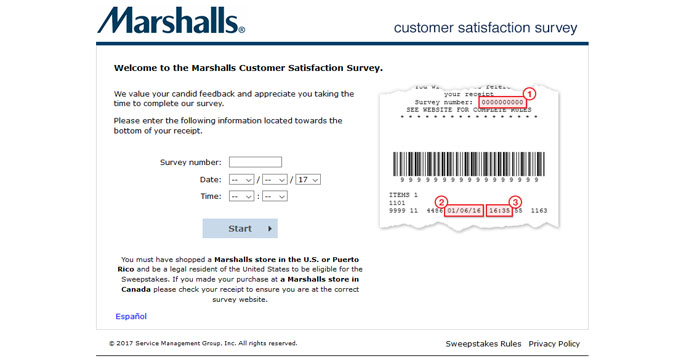 Marshalls®
customer satisfaction survey
Welcome to the Marshalls Customer Satisfaction Survey.
We value your candid feedback and appreciate you taking the
time to complete our survey.
Please enter the following information located towards the
bottom of your receipt.
Survey number:
Date: -- / -- / 17
Time: -- : --
Start
You must have shopped a Marshalls store in the U.S. or Puerto
Rico and be a legal resident of the United States to be eligible for the
Sweepstakes. If you made your purchase at a Marshalls store in
Canada please check your receipt to ensure you are at the correct
survey website.
Español
your receipt
1
Survey number: 0000000000
SEE WEBSITE FOR COMPLETE RULES
* * * * * * * * * * * * * * * *
9 9 9 9 9 9 9 9 9 9 9 9 9 9 9 9 9 9
ITEMS 1
1101
2 3
9999 11 4486 01/06/16 16:35 55 1163
© 2017 Service Management Group, Inc. All rights reserved.
Sweepstakes Rules Privacy Policy